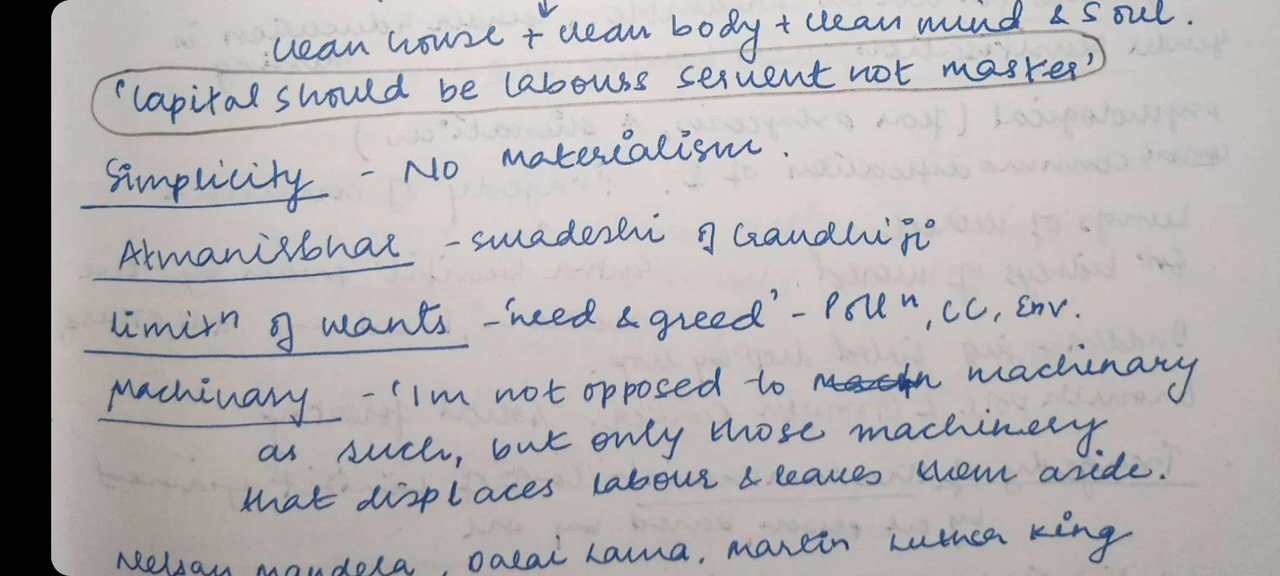 clean house + clean body + clean mind & soul.
'Capital should be labours servent not master'
Simplicity - No materialism.
Atmanirbhar - swadeshi of Gandhiji
limitⁿ of wants - 'need & greed' - Pollⁿ, CC, Env.
Machinary - 'I'm not opposed to machinary
as such, but only those machinery
that displaces labour & leaves them aside.
Nelson Mandela, Dalai Lama, Martin Luther King